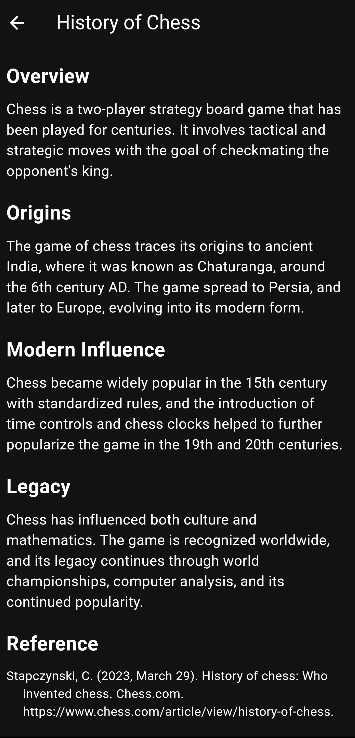 History of Chess
Overview
Chess is a two-player strategy board game that has
been played for centuries. It involves tactical and
strategic moves with the goal of checkmating the
opponent's king.
Origins
The game of chess traces its origins to ancient
India, where it was known as Chaturanga, around
the 6th century AD. The game spread to Persia, and
later to Europe, evolving into its modern form.
Modern Influence
Chess became widely popular in the 15th century
with standardized rules, and the introduction of
time controls and chess clocks helped to further
popularize the game in the 19th and 20th centuries.
Legacy
Chess has influenced both culture and
mathematics. The game is recognized worldwide,
and its legacy continues through world
championships, computer analysis, and its
continued popularity.
Reference
Stapczynski, C. (2023, March 29). History of chess: Who
invented chess. Chess.com.
https://www.chess.com/article/view/history-of-chess.